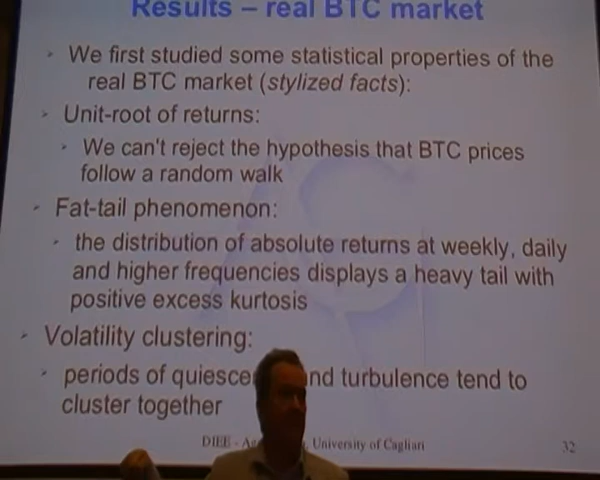 Results – real BTC market
We first studied some statistical properties of the
real BTC market (stylized facts):
Unit-root of returns:
We can't reject the hypothesis that BTC prices
follow a random walk
Fat-tail phenomenon:
the distribution of absolute returns at weekly, daily
and higher frequencies displays a heavy tail with
positive excess kurtosis
Volatility clustering:
periods of and turbulence tend to
cluster together
DIEE - University of Cagliari 32